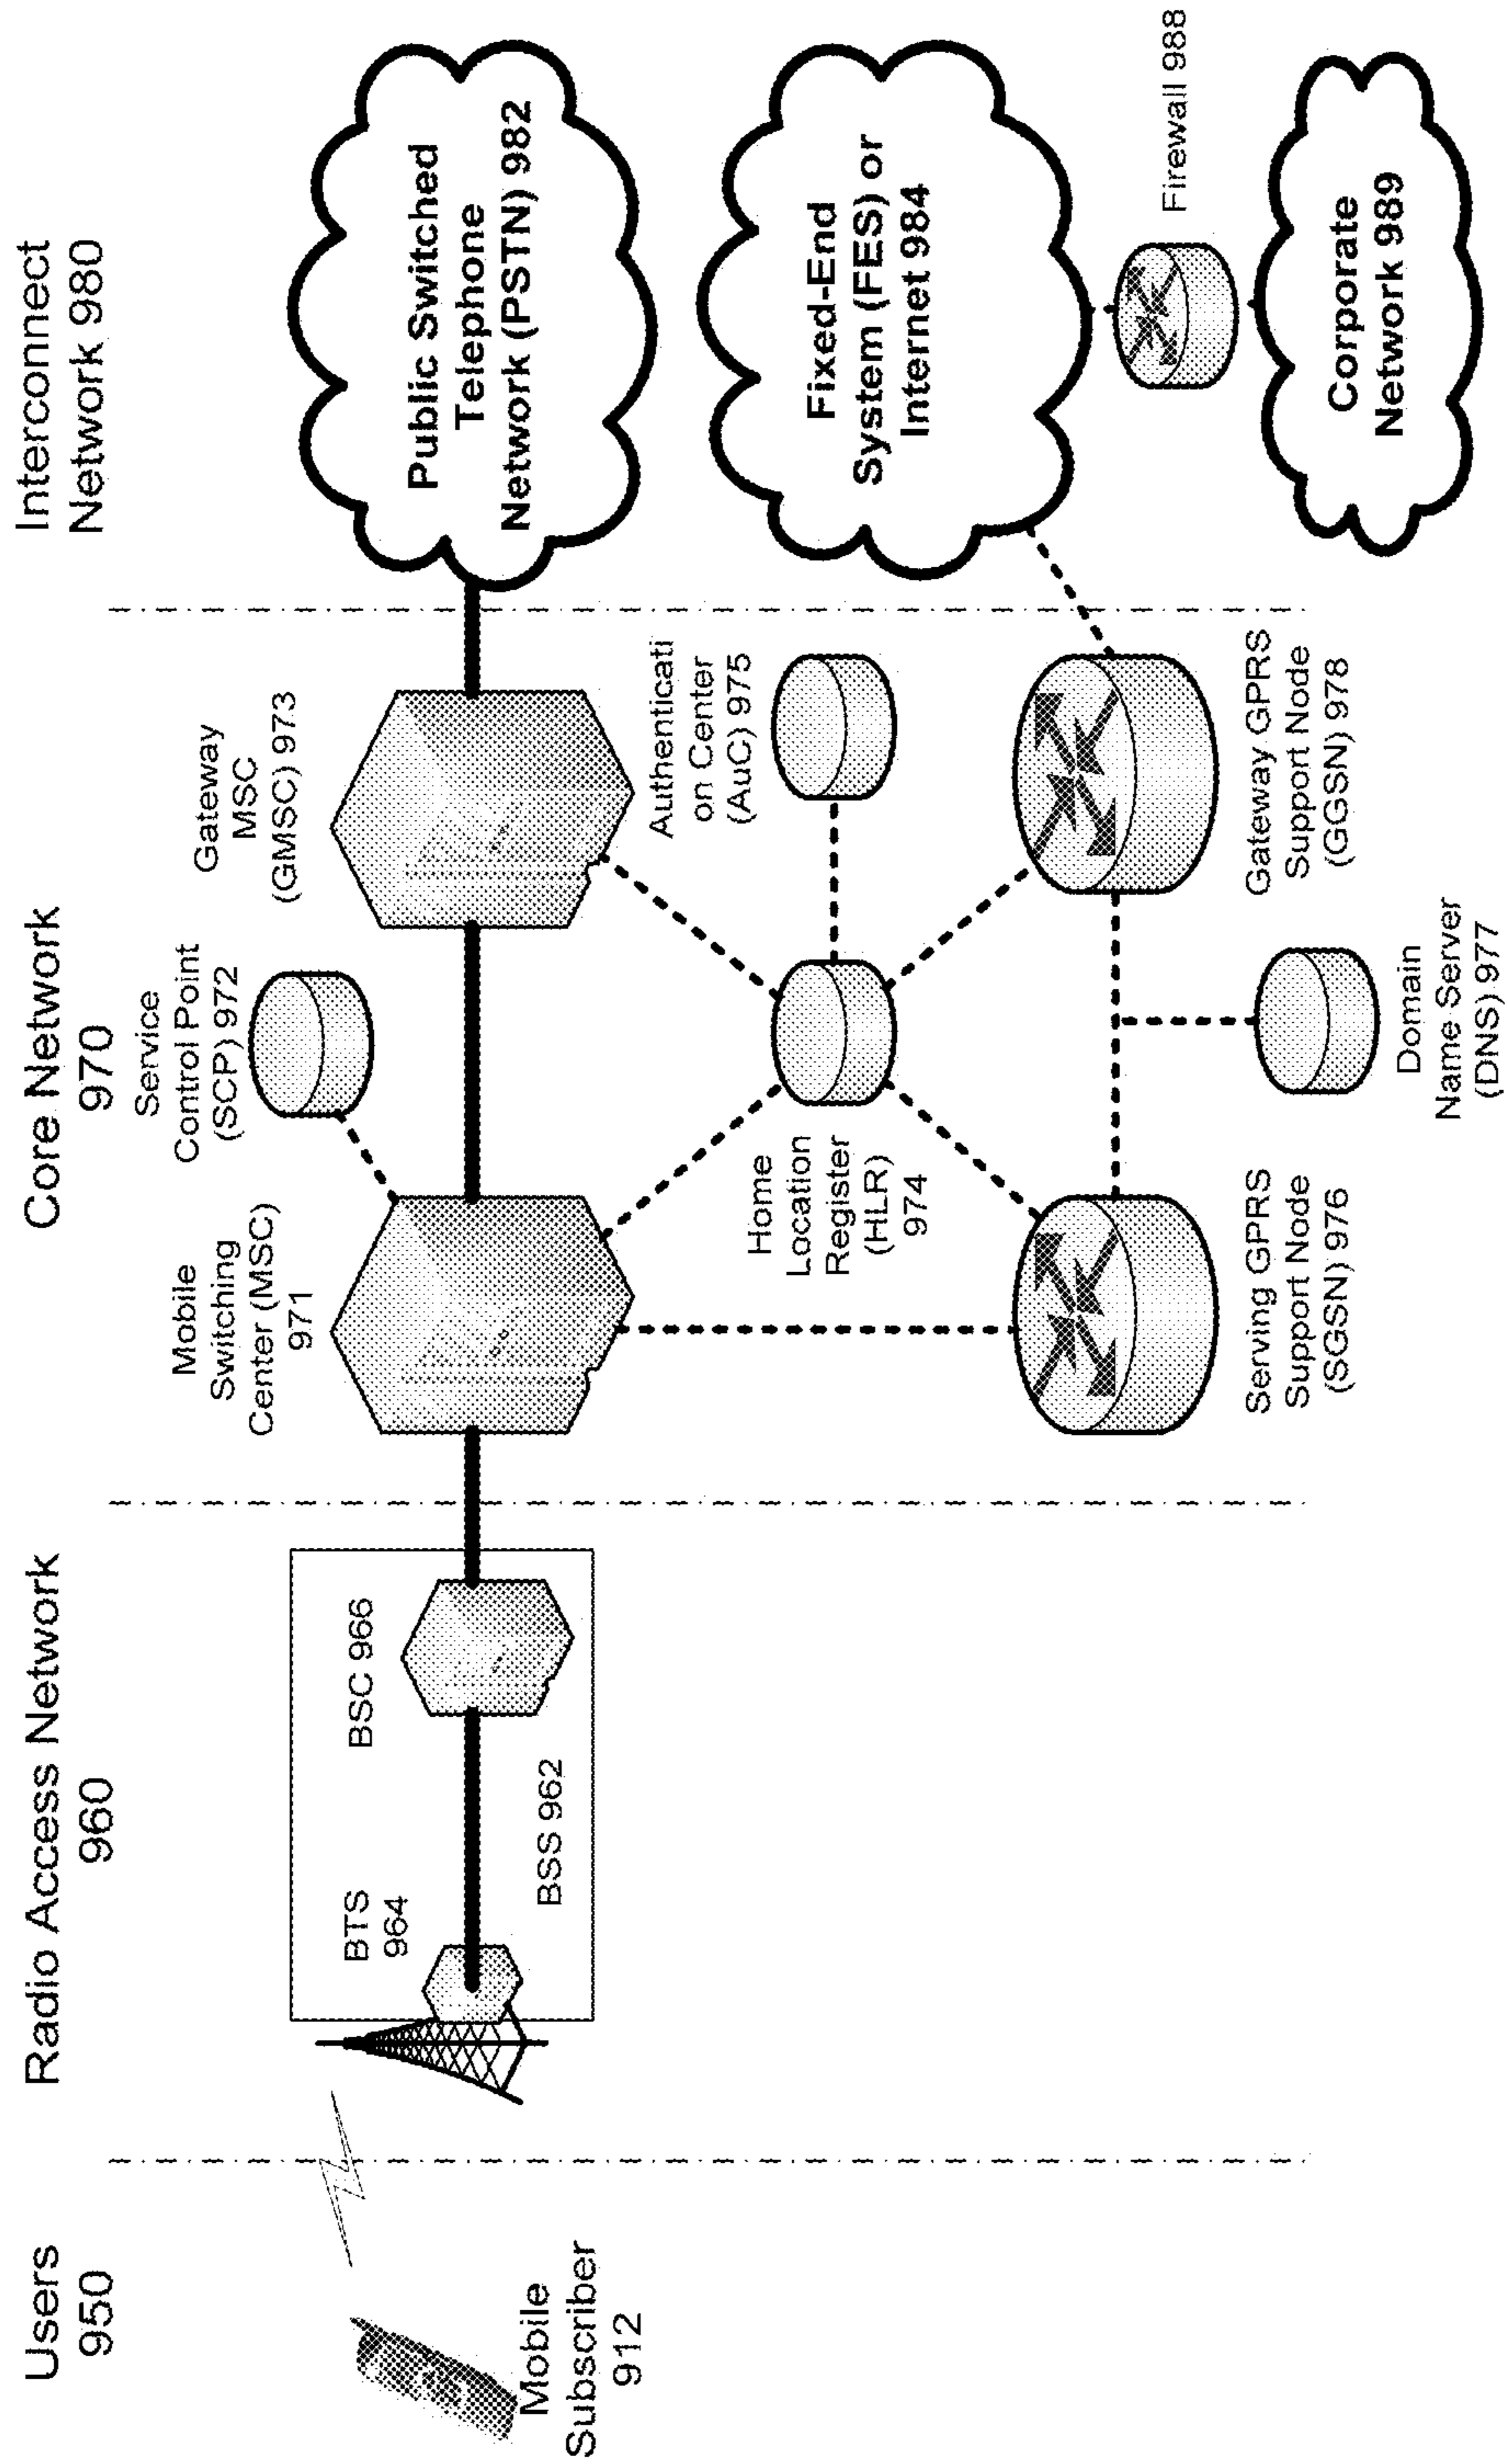 Users
950
Radio Access Network
960
Core Network
970
Interconnect
Network 980
Mobile
Subscriber
912
BTS
964
BSC 966
BSS 962
Mobile
Switching
Center (MSC)
971
Service
Control Point
(SCP) 972
Gateway
MSC
(GMSC) 973
Home
Location
Register
(HLR)
974
Authenticati
on Center
(AuC) 975
Serving GPRS
Support Node
(SGSN) 976
Domain
Name Server
(DNS) 977
Gateway GPRS
Support Node
(GGSN) 978
Public Switched
Telephone
Network (PSTN) 982
Fixed-End
System (FES) or
Internet 984
Firewall 988
Corporate
Network 989